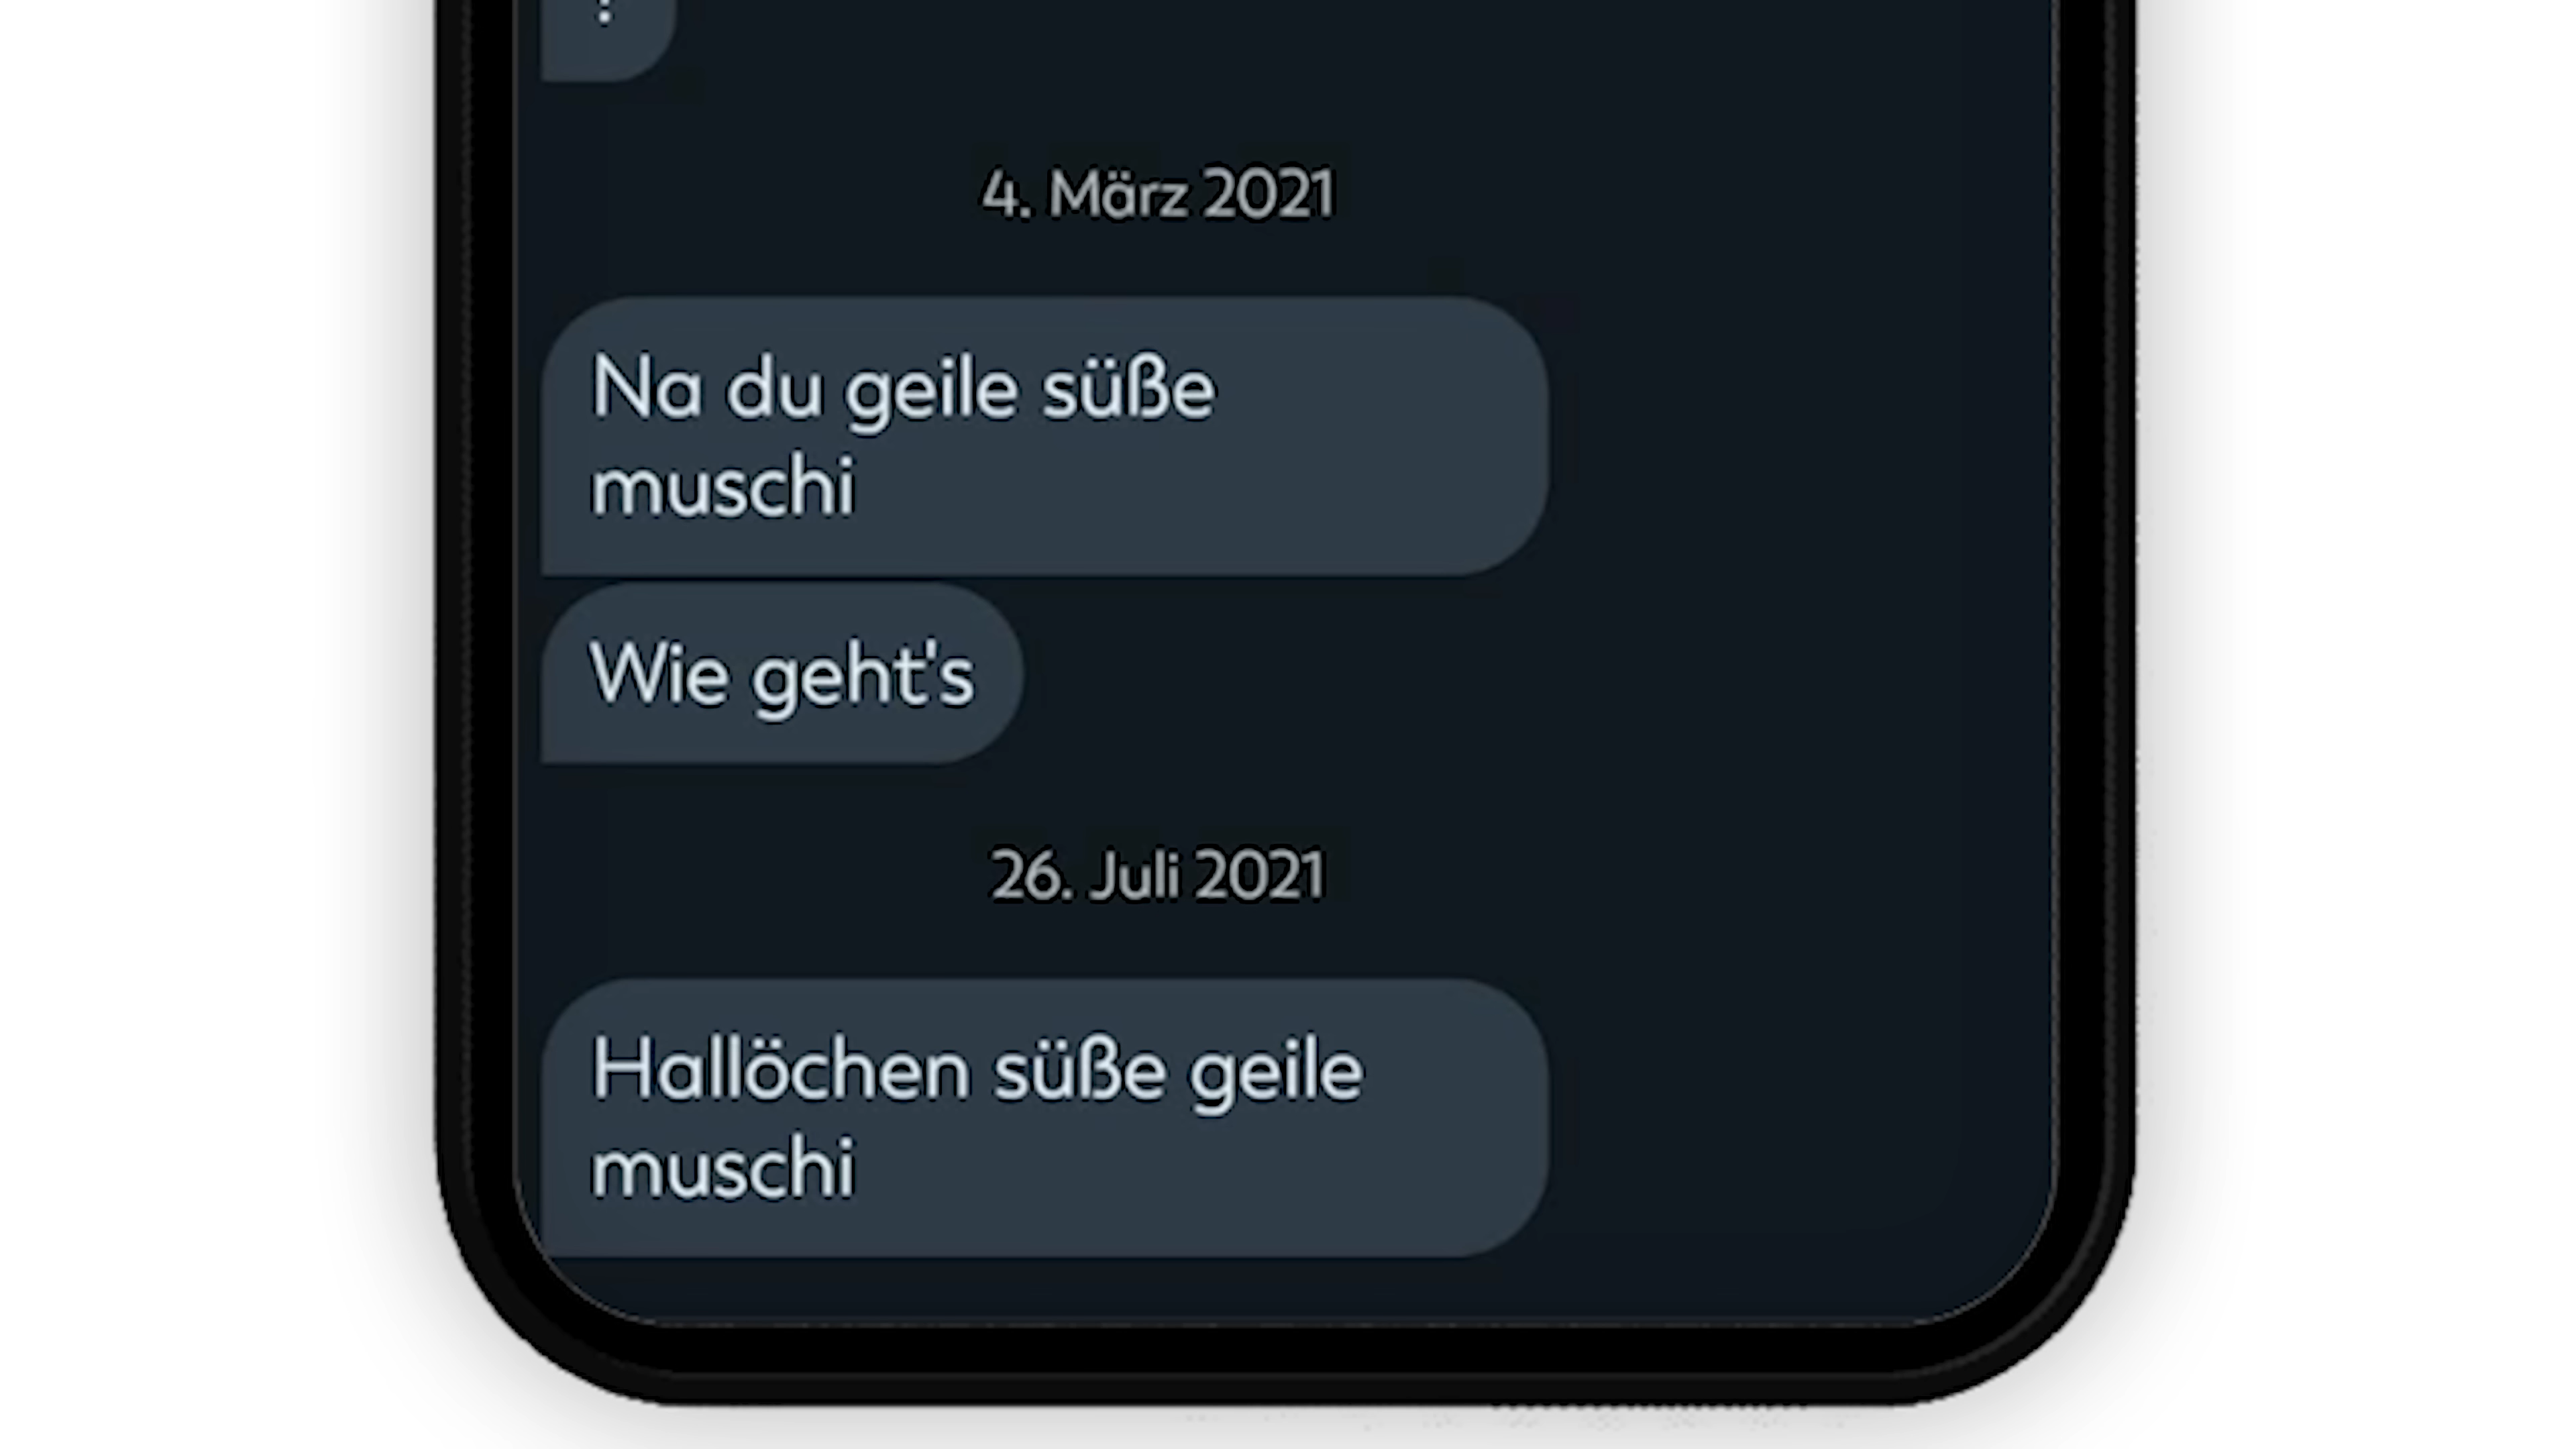 4. März 2021
Na du geile süße
muschi
Wie geht's
26. Juli 2021
Hallöchen süße geile
muschi